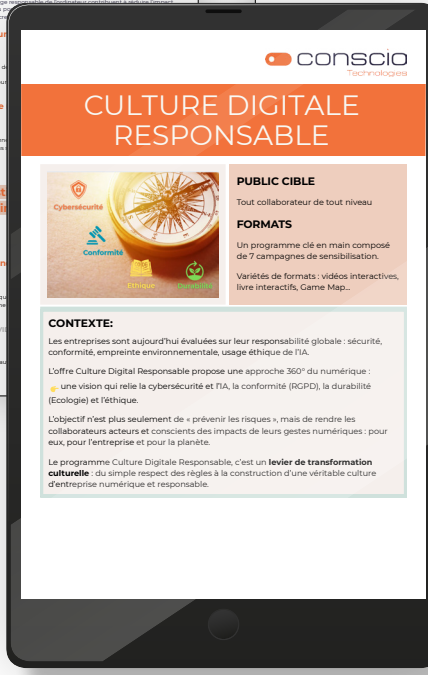 conscio
Technologies
CULTURE DIGITALE
RESPONSABLE
Cybersécurité
Conformité
Ethique
Durabilité
PUBLIC CIBLE
Tout collaborateur de tout niveau
FORMATS
Un programme clé en main composé
de 7 campagnes de sensibilisation.
Variétés de formats : vidéos interactives,
livre interactifs, Game Map...
CONTEXTE:
Les entreprises sont aujourd'hui évaluées sur leur responsabilité globale : sécurité,
conformité, empreinte environnementale, usage éthique de l'IA.
L'offre Culture Digital Responsable propose une approche 360° du numérique :
une vision qui relie la cybersécurité et l'IA, la conformité (RGPD), la durabilité
(Ecologie) et l'éthique.
L'objectif n'est plus seulement de « prévenir les risques », mais de rendre les
collaborateurs acteurs et conscients des impacts de leurs gestes numériques : pour
eux, pour l'entreprise et pour la planète.
Le programme Culture Digitale Responsable, c'est un levier de transformation
culturelle : du simple respect des règles à la construction d'une véritable culture
d'entreprise numérique et responsable.